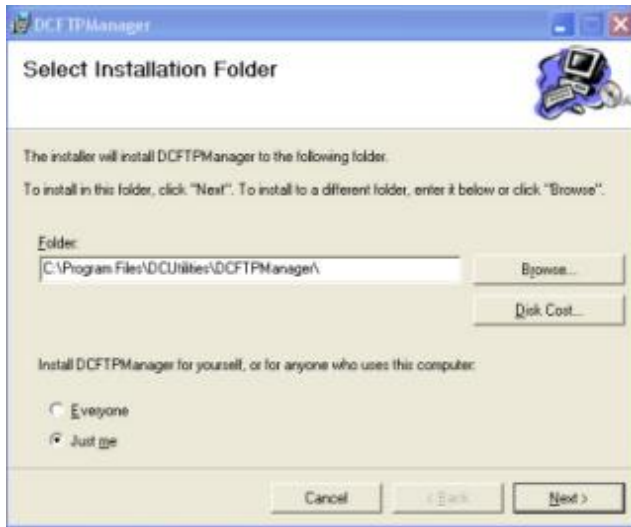 DCFTPManager
Select Installation Folder
The installer will install DCFTPManager to the following folder.
To install in this folder, click "Next". To install to a different folder, enter it below or click "Browse".
Folder:
C:\Program Files\DCUtilities\DCFTPManager\
Browse...
Disk Cost...
Install DCFTPManager for yourself, or for anyone who uses this computer:
Everyone
Just me
Cancel
< Back
Next >